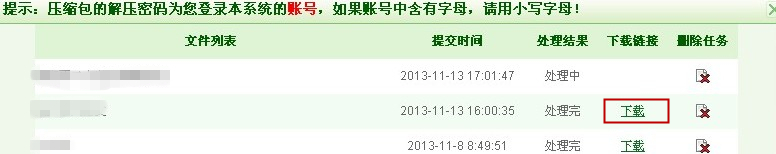 提示：压缩包的解压密码为您登录本系统的账号，如果账号中含有字母，请用小写字母！
文件列表 提交时间 处理结果 下载链接 删除任务
2013-11-13 17:01:47 处理中
2013-11-13 16:00:35 处理完 下载
2013-11-8 8:49:51 处理完 下载